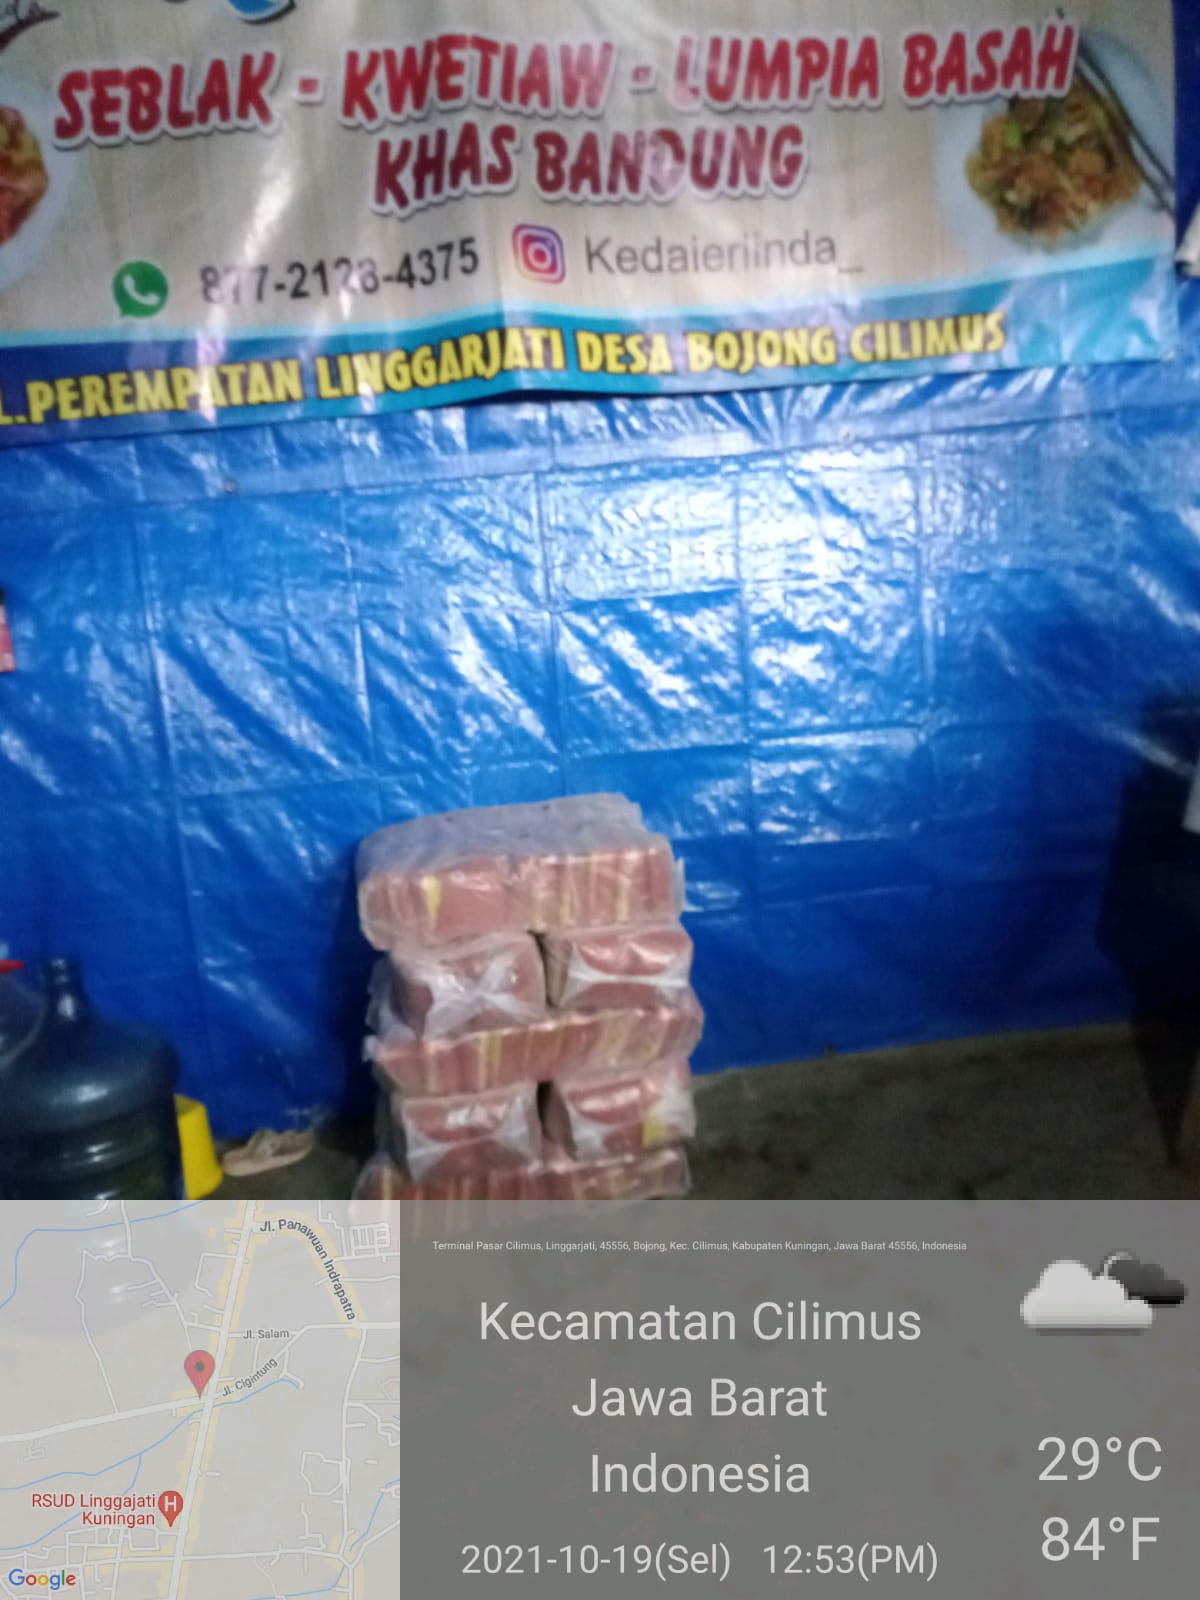 SEBLAK - KWETIAW - LUMPIA BASAH
KHAS BANDUNG
877-2128-4375
Kedaieriinda_
L.PEREMPATAN LINGGARJATI DESA BOJONG CILIMUS
Jl. Panawuan Indrapatra
Jl. Salam
Jl. Cigintung
RSUD Linggajati
Kuningan
H
Google
Terminal Pasar Cilimus, Linggarjati, 45556, Bojong, Kec. Cilimus, Kabupaten Kuningan, Jawa Barat 45556, Indonesia
Kecamatan Cilimus
Jawa Barat
Indonesia
2021-10-19(Sel) 12:53(PM)
29°C
84°F